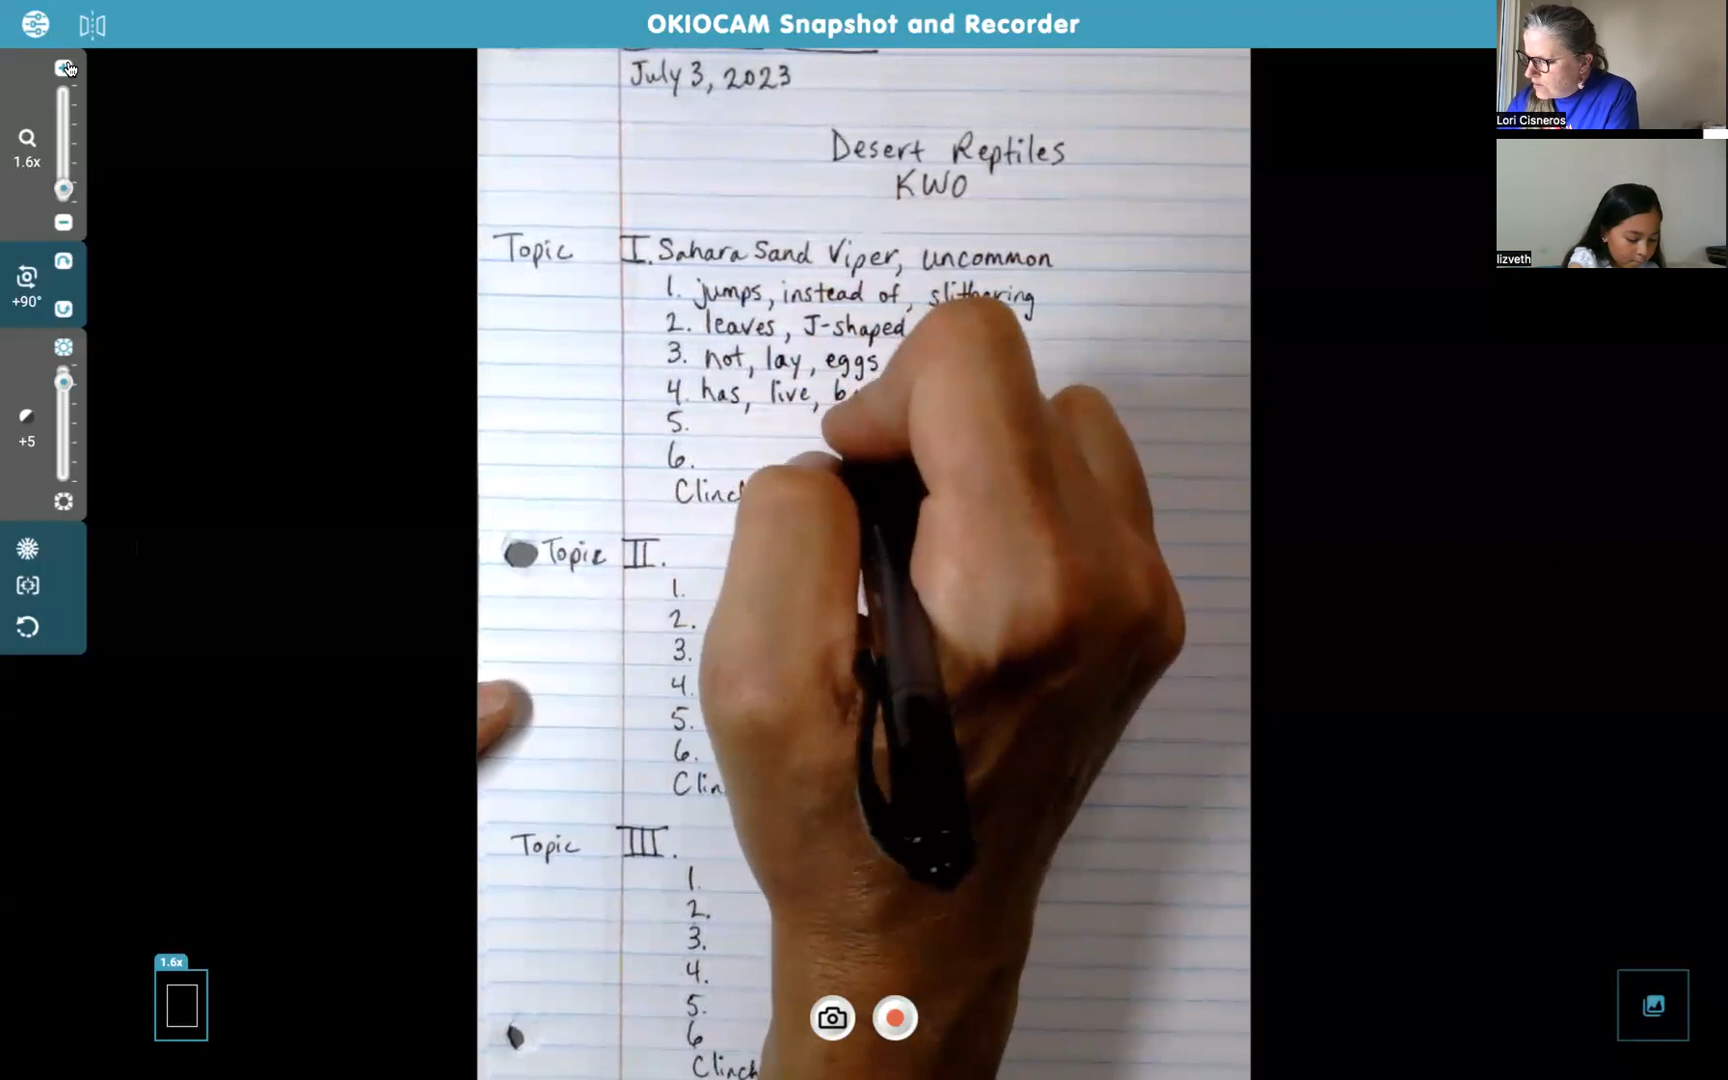 OKIOCAM Snapshot and Recorder
Lori Cisneros
lizveth
1.6x
+90°
+5
1.6x
July 3, 2023
Desert Reptiles
KWO
Topic I. Sahara Sand Viper, uncommon
1. jumps, instead of, slithering
2. leaves, J-shaped
3. not, lay, eggs
4. has, live,
5.
6.
Topic II.
1.
2.
3.
4.
5.
6.
Topic III.
1.
2.
3.
4.
5.
6